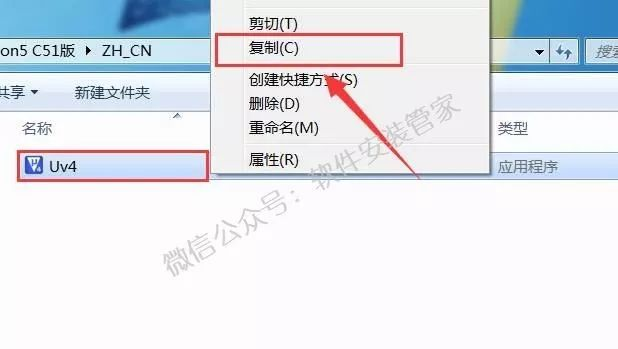 剪切(T)
复制(C)
on5 C51版 ▸ ZH_CN
搜索
创建快捷方式(S)
共享
新建文件夹
删除(D)
重命名(M)
名称
类型
属性(R)
Uv4
应用程序
微信公众号：软件安装管家